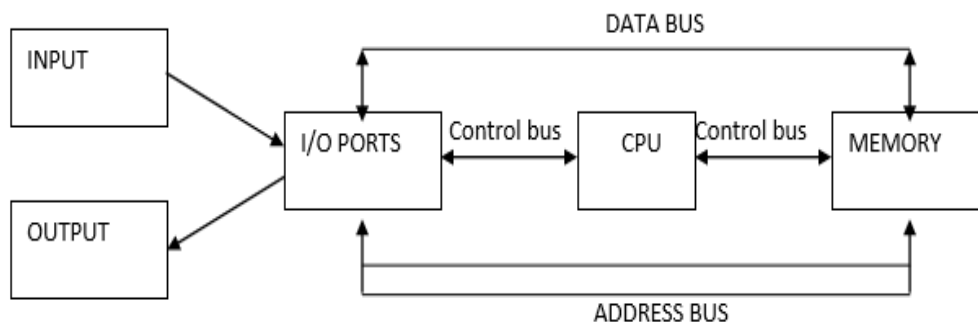 DATA BUS
INPUT
I/O PORTS
Control bus
CPU
Control bus
MEMORY
OUTPUT
ADDRESS BUS